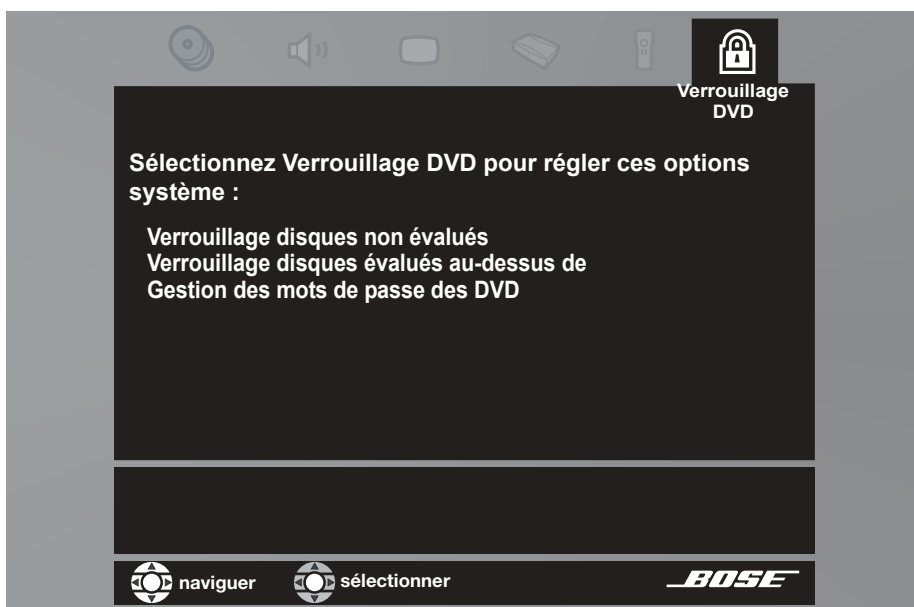 Verrouillage
DVD
Sélectionnez Verrouillage DVD pour régler ces options
système :
Verrouillage disques non évalués
Verrouillage disques évalués au-dessus de
Gestion des mots de passe des DVD
naviguer
sélectionner
BOSE